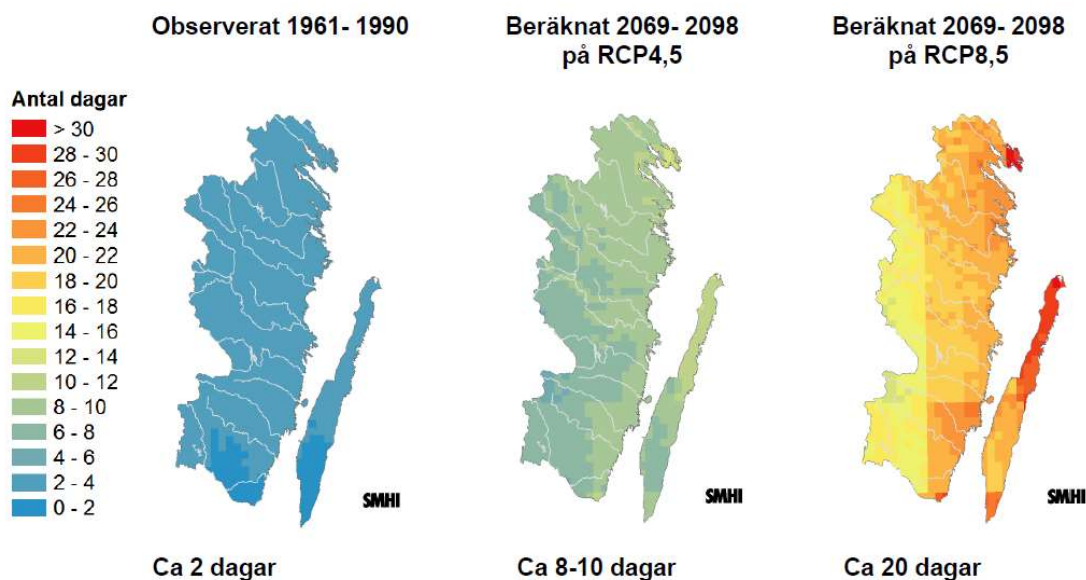 Observerat 1961- 1990
Beräknat 2069- 2098
på RCP4,5
Beräknat 2069- 2098
på RCP8,5
Antal dagar
> 30
28 - 30
26 - 28
24 - 26
22 - 24
20 - 22
18 - 20
16 - 18
14 - 16
12 - 14
10 - 12
8 - 10
6 - 8
4 - 6
2 - 4
0 - 2
SMHI
SMHI
SMHI
Ca 2 dagar
Ca 8-10 dagar
Ca 20 dagar